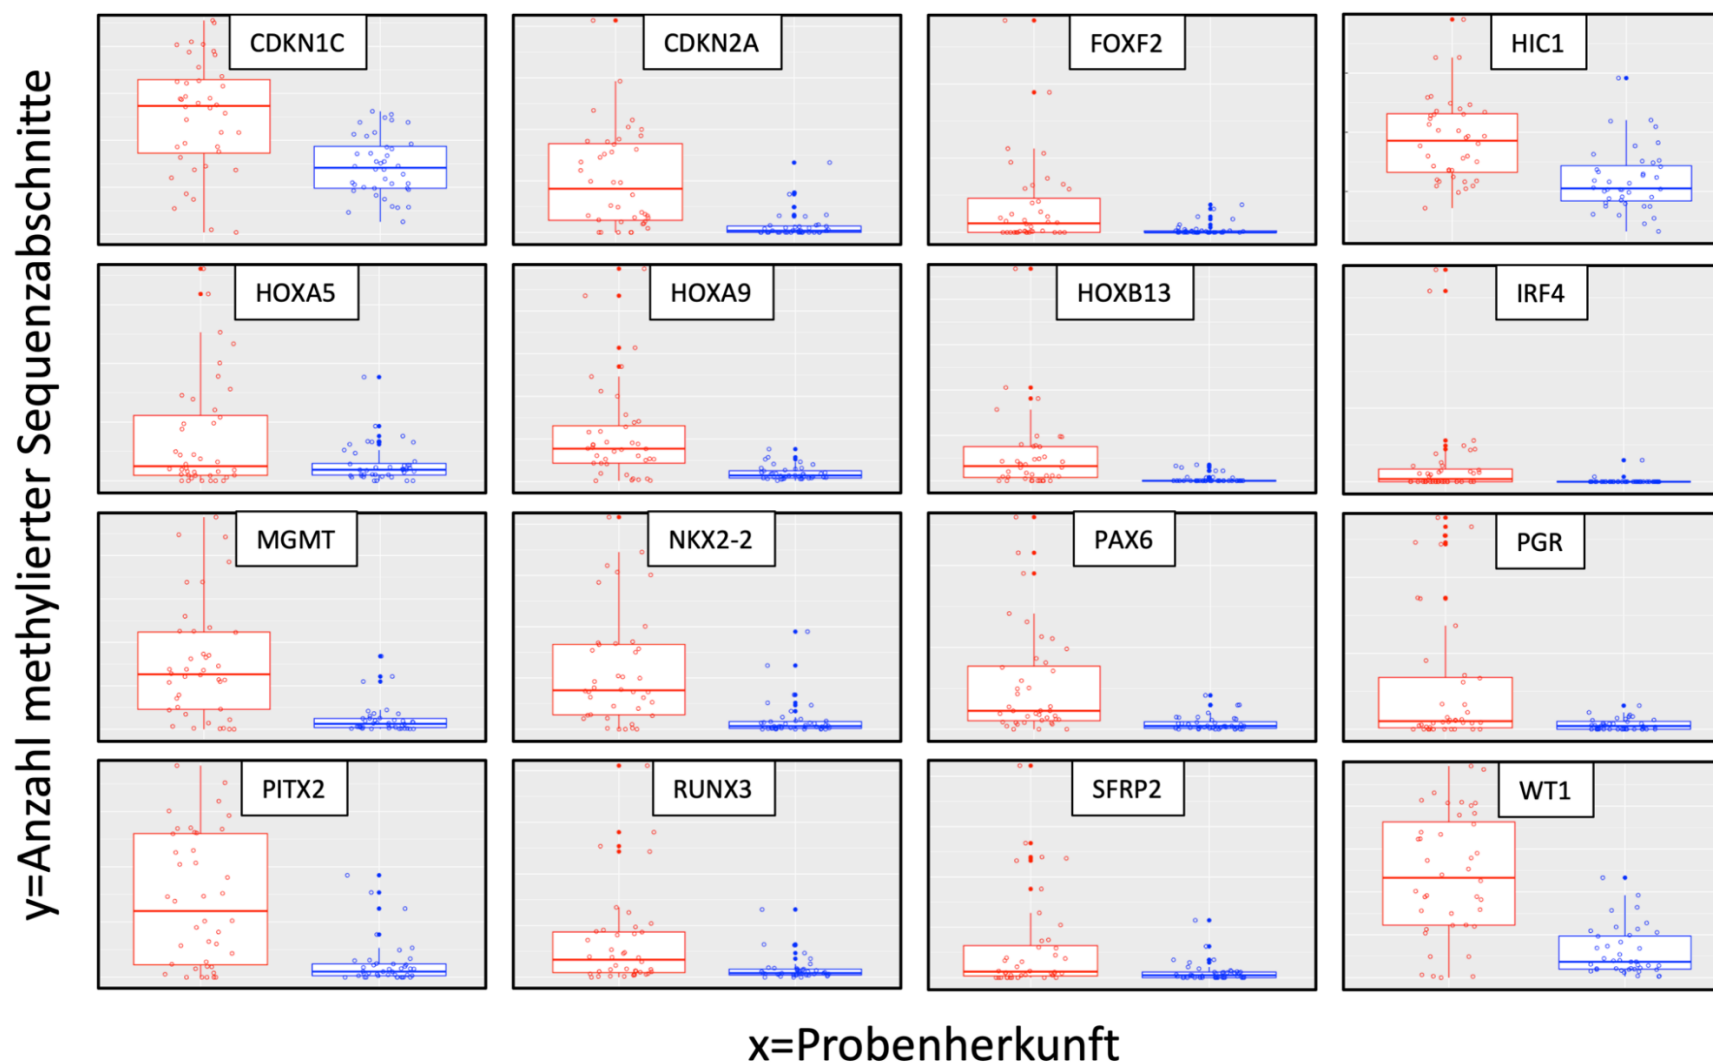 y=Anzahl methylierter Sequenzabschnitte
CDKN1C
CDKN2A
FOXF2
HIC1
HOXA5
HOXA9
HOXB13
IRF4
MGMT
NKX2-2
PAX6
PGR
PITX2
RUNX3
SFRP2
WT1
x=Probenherkunft